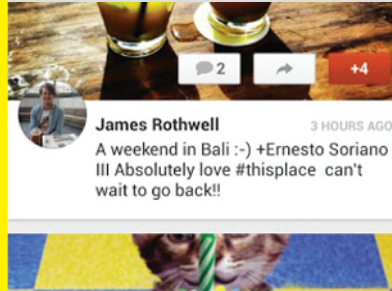 2
+4
James Rothwell
3 HOURS AGO
A weekend in Bali :-) +Ernesto Soriano
III Absolutely love #thisplace can't
wait to go back!!